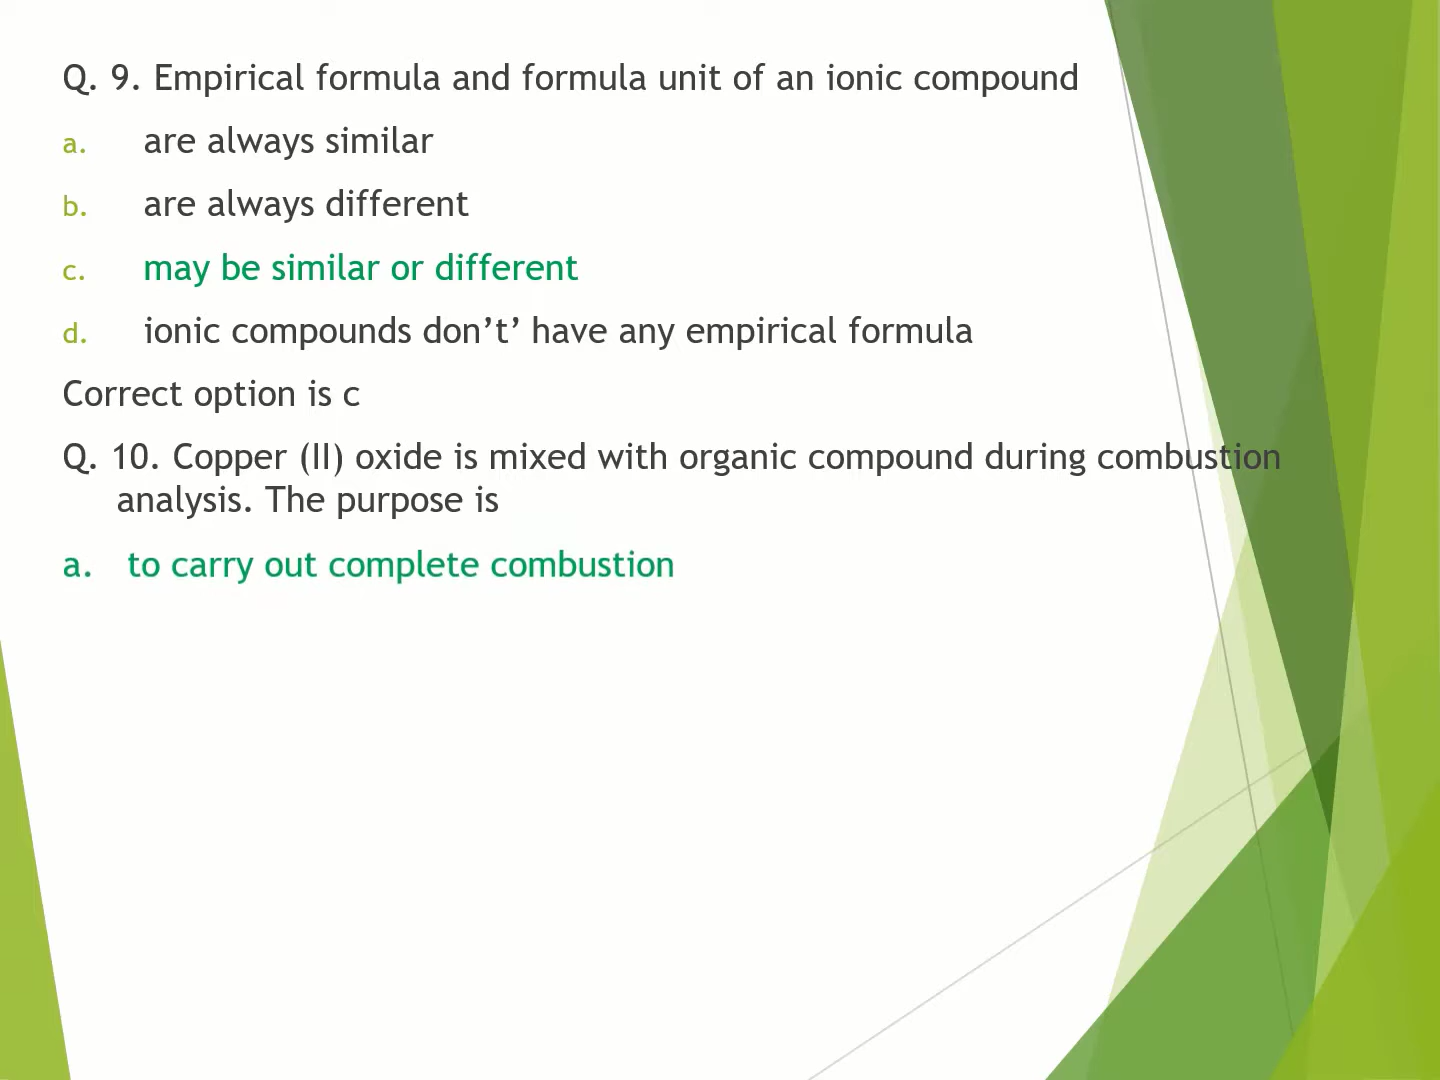 Q. 9. Empirical formula and formula unit of an ionic compound
a. are always similar
b. are always different
c. may be similar or different
d. ionic compounds don’t’ have any empirical formula
Correct option is c
Q. 10. Copper (II) oxide is mixed with organic compound during combustion
analysis. The purpose is
a. to carry out complete combustion